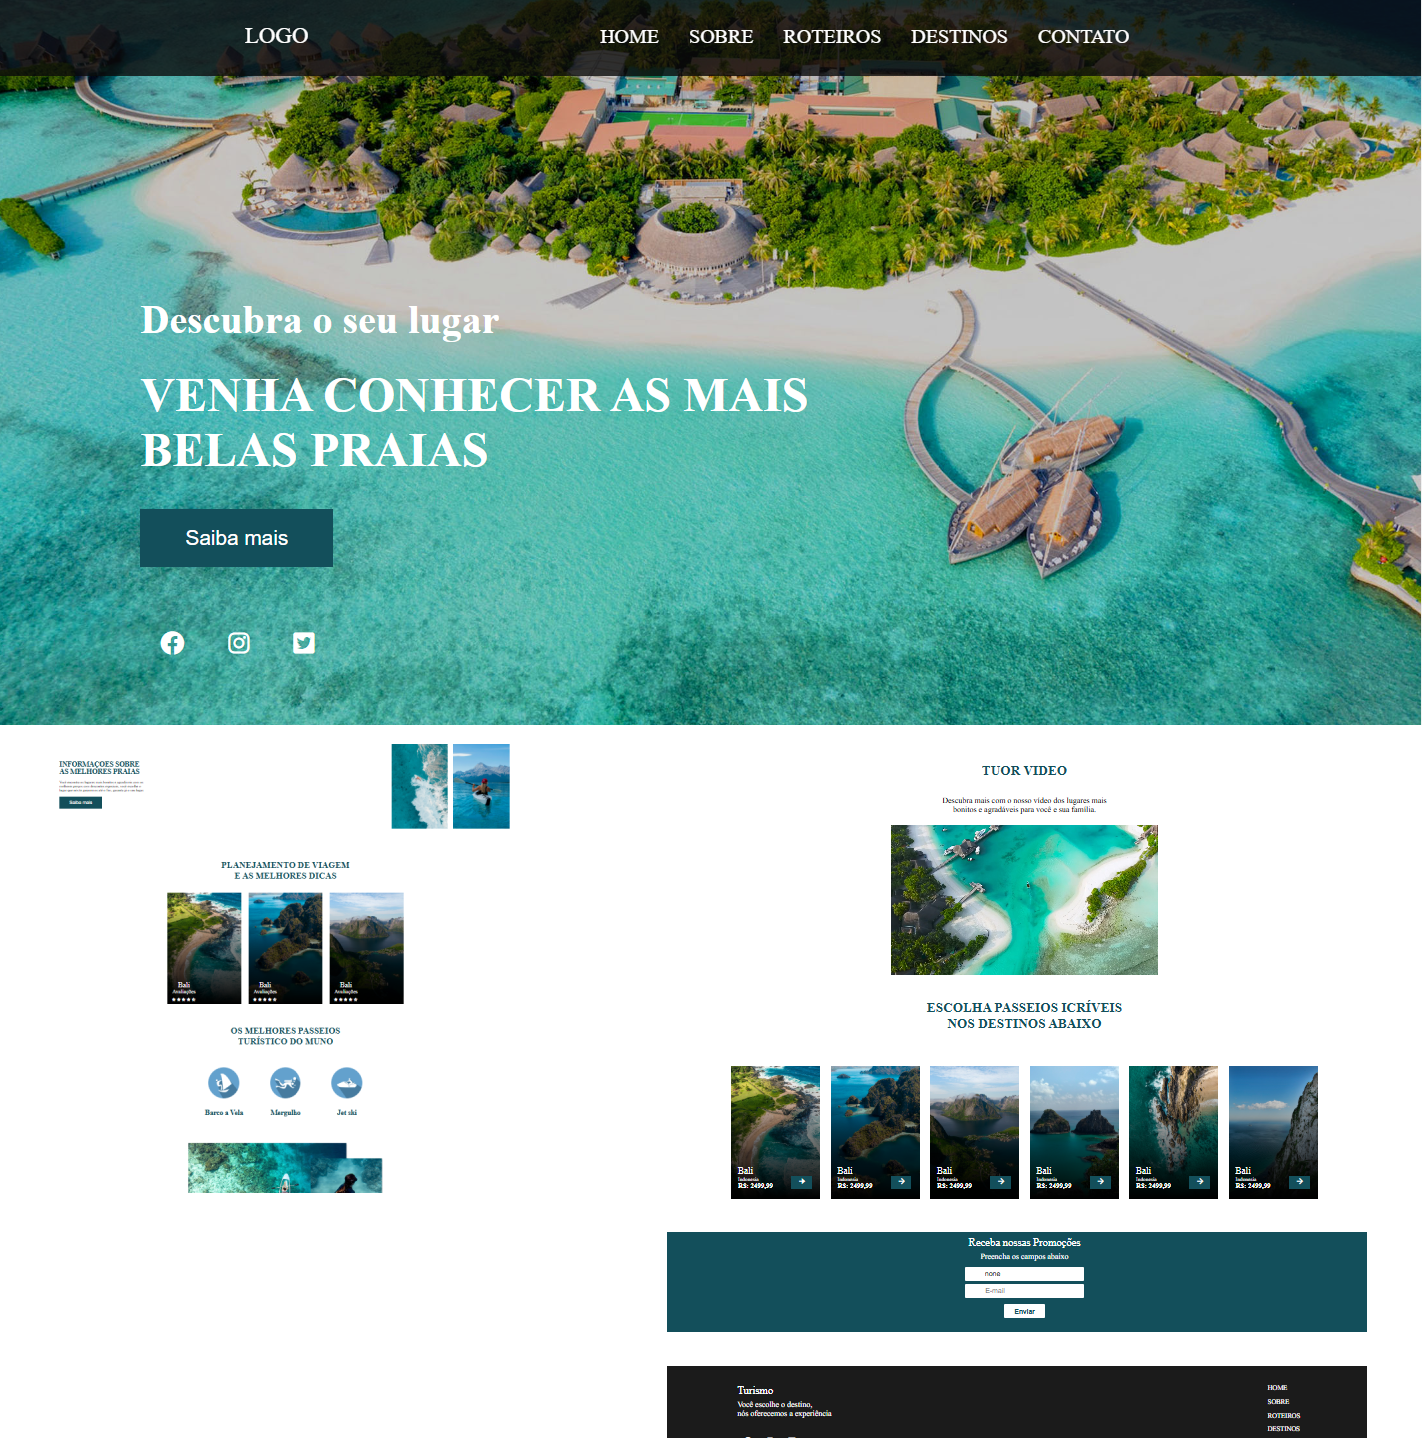 LOGO
HOME SOBRE ROTEIROS DESTINOS CONTATO
Descubra o seu lugar
VENHA CONHECER AS MAIS
BELAS PRAIAS
Saiba mais
INFORMAÇOES SOBRE
AS MELHORES PRAIAS
Saiba mais
PLANEJAMENTO DE VIAGEM
E AS MELHORES DICAS
Bali
Avaliações
Bali
Avaliações
Bali
Avaliações
OS MELHORES PASSEIOS
TURÍSTICO DO MUNO
Barco a Vela Mergulho Jet ski
TUOR VIDEO
Descubra mais com o nosso video dos lugares mais
bonitos e agradáveis para você e sua família.
ESCOLHA PASSEIOS ICRÍVEIS
NOS DESTINOS ABAIXO
Bali
Indonesia
R$: 2499,99
Bali
Indonesia
R$: 2499,99
Bali
Indonesia
R$: 2499,99
Bali
Indonesia
R$: 2499,99
Bali
Indonesia
R$: 2499,99
Bali
Indonesia
R$: 2499,99
Receba nossas Promoções
Preencha os campos abaixo
none
E-mail
Enviar
Turismo
Você escolhe o destino,
nós oferecemos a experiência
HOME
SOBRE
ROTEIROS
DESTINOS